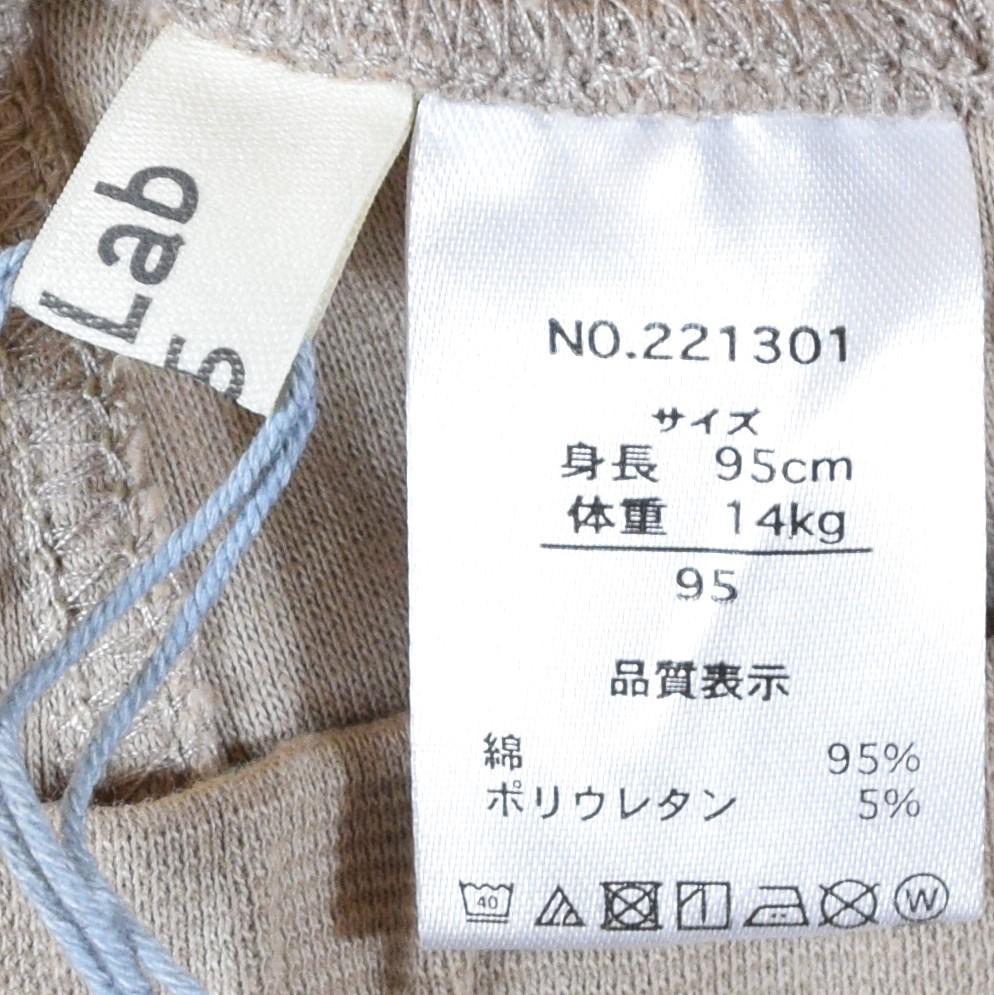 Lab
NO.221301
サイズ
身長 95cm
体重 14kg
95
品質表示
綿 95%
ポリウレタン 5%
40
W